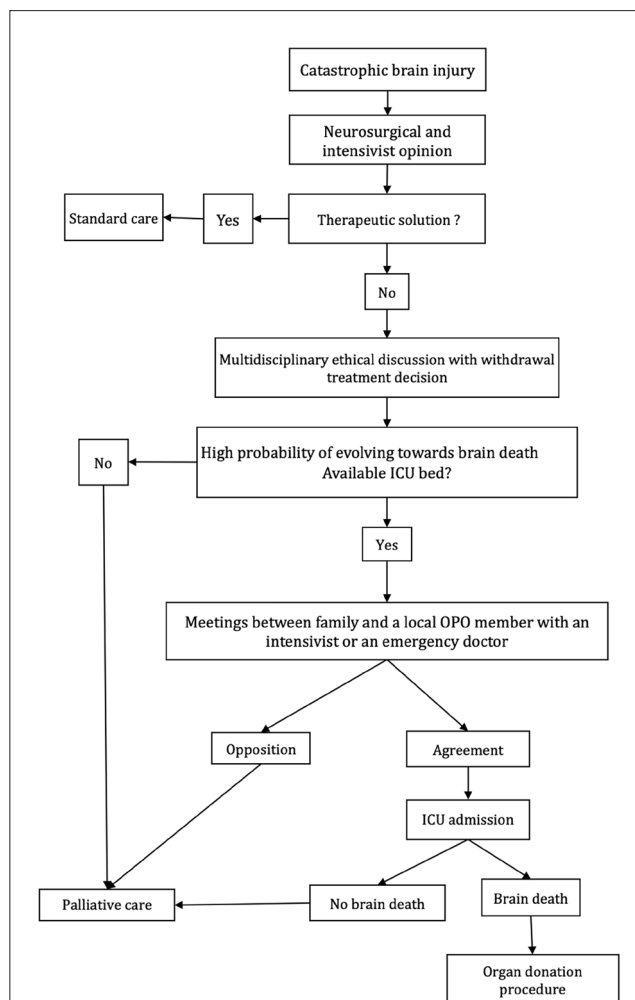 Catastrophic brain injury
Neurosurgical and
intensivist opinion
Standard care
Yes
Therapeutic solution ?
No
Multidisciplinary ethical discussion with withdrawal
treatment decision
No
High probability of evolving towards brain death
Available ICU bed?
Yes
Meetings between family and a local OPO member with an
intensivist or an emergency doctor
Opposition
Agreement
ICU admission
Palliative care
No brain death
Brain death
Organ donation
procedure